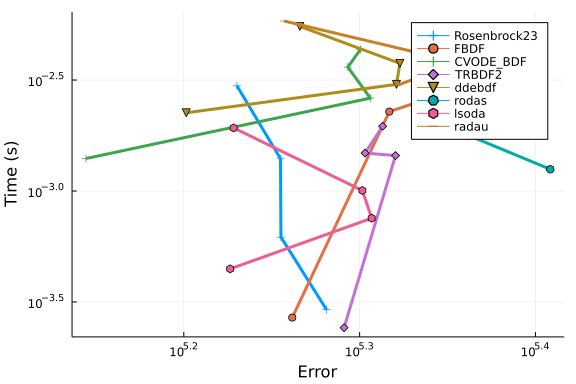 Rosenbrock23
FBDF
CVODE_BDF
TRBDF2
ddebdf
rodas
lsoda
radau
Time (s)
10^−2.5
10^−3.0
10^−3.5
10^5.2
10^5.3
10^5.4
Error